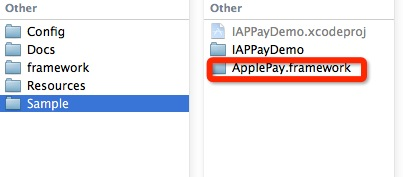 Other
Config
Docs
framework
Resources
Sample
Other
IAPPayDemo.xcodeproj
IAPPayDemo
ApplePay.framework